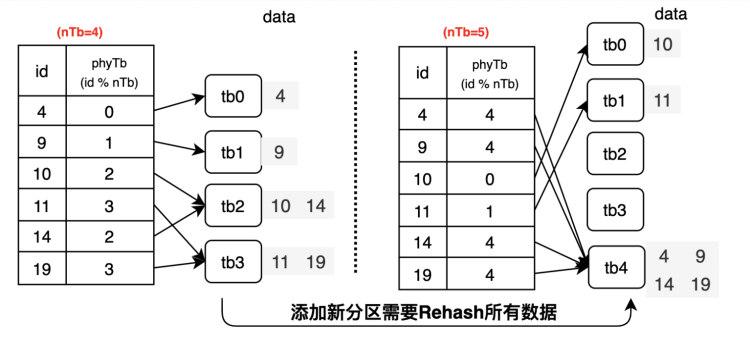 data
(nTb=4)
id phyTb (id % nTb)
4 0
9 1
10 2
11 3
14 2
19 3
tb0 4
tb1 9
tb2 10 14
tb3 11 19
data
(nTb=5)
id phyTb (id % nTb)
4 4
9 4
10 0
11 1
14 4
19 4
tb0 10
tb1 11
tb2
tb3
tb4 4 9
14 19
添加新分区需要Rehash所有数据